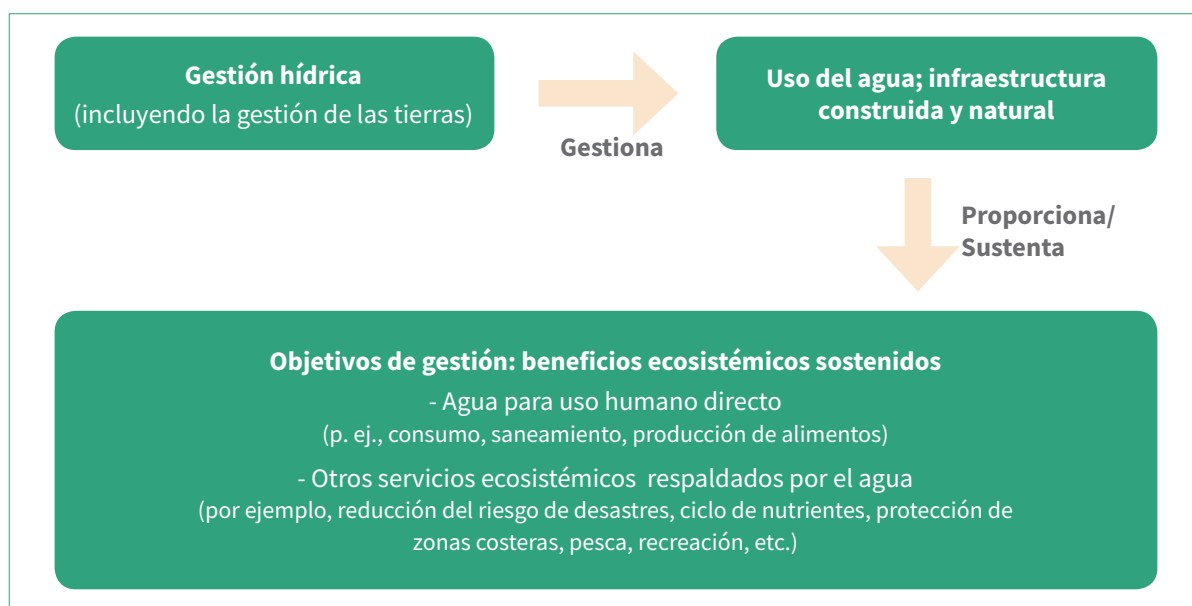 Gestión hídrica
(incluyendo la gestión de las tierras)
Gestiona
Uso del agua; infraestructura
construida y natural
Proporciona/
Sustenta
Objetivos de gestión: beneficios ecosistémicos sostenidos
- Agua para uso humano directo
(p. ej., consumo, saneamiento, producción de alimentos)
- Otros servicios ecosistémicos respaldados por el agua
(por ejemplo, reducción del riesgo de desastres, ciclo de nutrientes, protección de
zonas costeras, pesca, recreación, etc.)